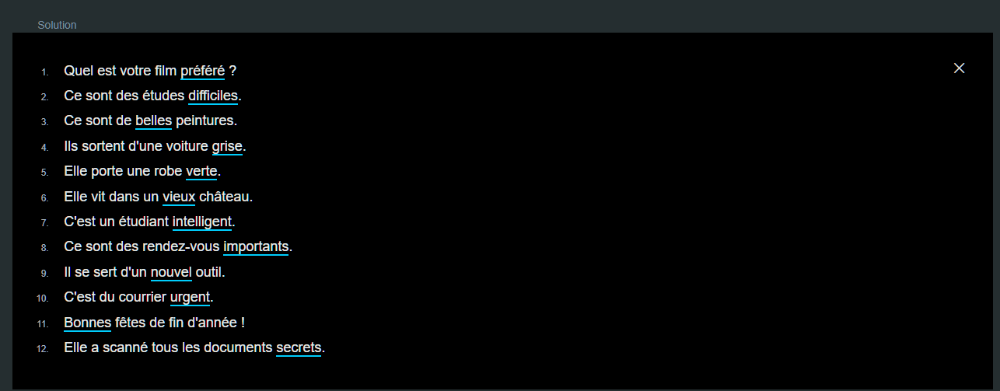 Solution
1. Quel est votre film préféré ?
2. Ce sont des études difficiles.
3. Ce sont de belles peintures.
4. Ils sortent d'une voiture grise.
5. Elle porte une robe verte.
6. Elle vit dans un vieux château.
7. C'est un étudiant intelligent.
8. Ce sont des rendez-vous importants.
9. Il se sert d'un nouvel outil.
10. C'est du courrier urgent.
11. Bonnes fêtes de fin d'année !
12. Elle a scanné tous les documents secrets.